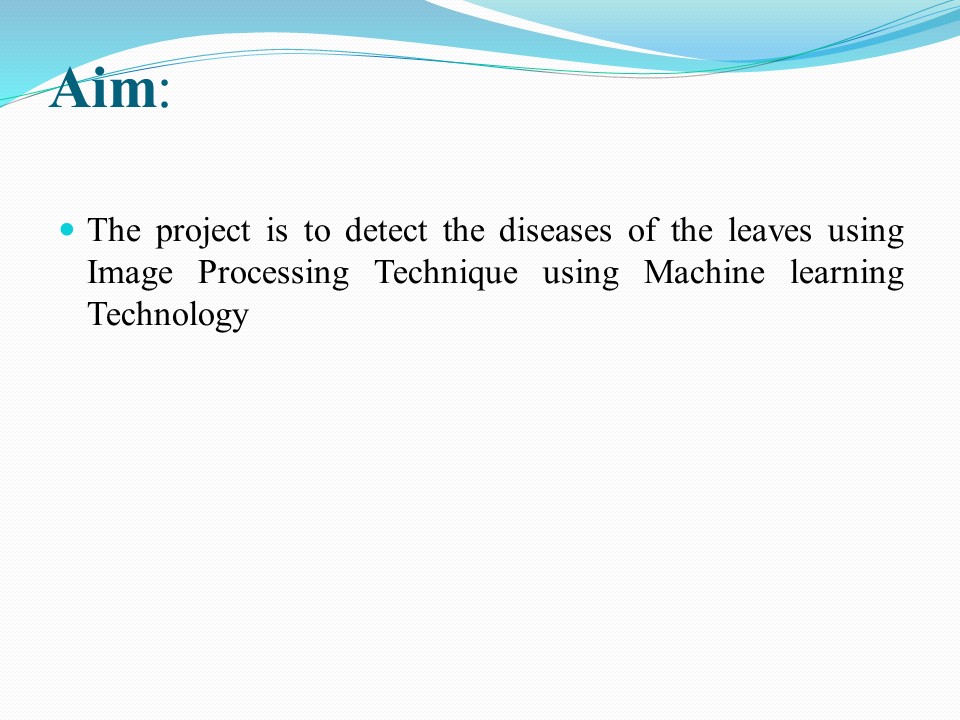 Aim:
The project is to detect the diseases of the leaves using
Image Processing Technique using Machine learning
Technology